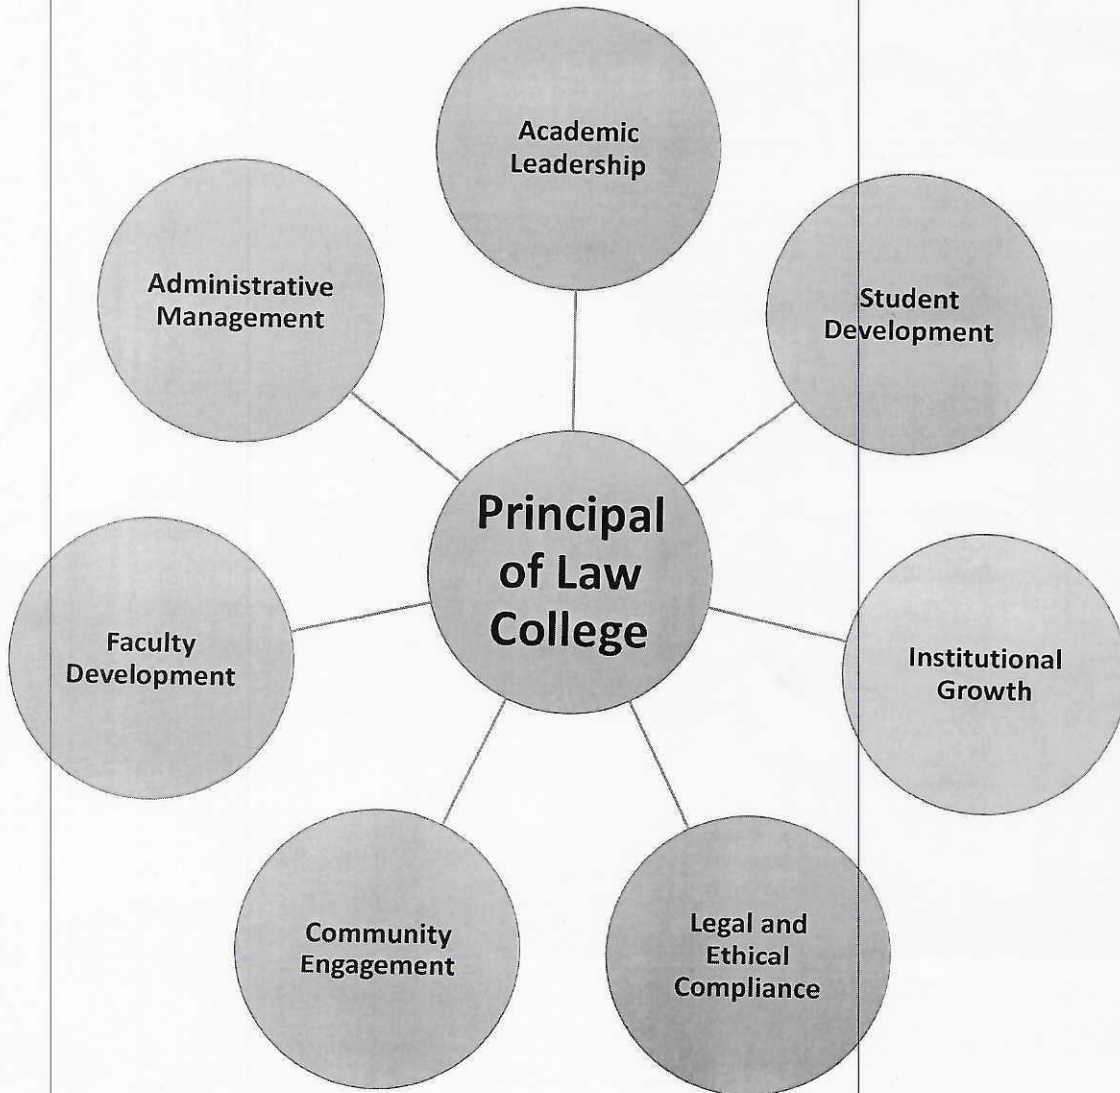 Academic
Leadership
Student
Development
Institutional
Growth
Legal and
Ethical
Compliance
Community
Engagement
Faculty
Development
Administrative
Management
Principal
of Law
College